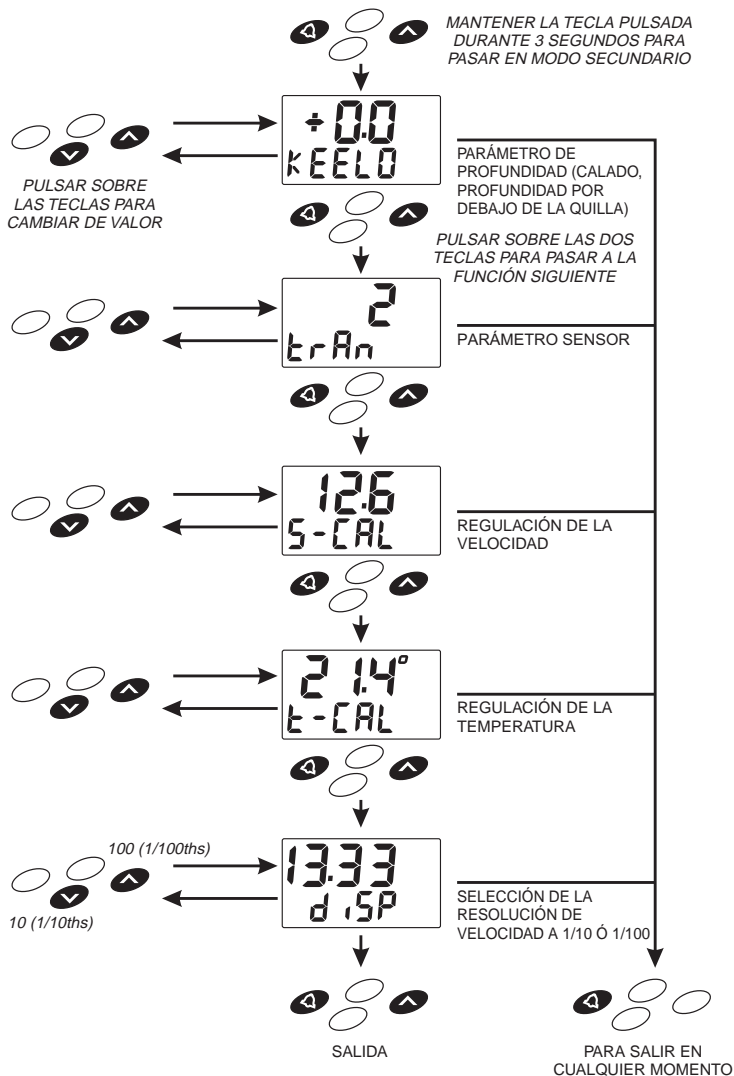 MANTENER LA TECLA PULSADA
DURANTE 3 SEGUNDOS PARA
PASAR EN MODO SECUNDARIO
+0.0
KEELO
PULSAR SOBRE
LAS TECLAS PARA
CAMBIAR DE VALOR
PARÁMETRO DE
PROFUNDIDAD (CALADO,
PROFUNDIDAD POR
DEBAJO DE LA QUILLA)
PULSAR SOBRE LAS DOS
TECLAS PARA PASAR A LA
FUNCIÓN SIGUIENTE
2
trAn
PARÁMETRO SENSOR
12.6
S-CAL
REGULACIÓN DE LA
VELOCIDAD
21.4°
t-CAL
REGULACIÓN DE LA
TEMPERATURA
100 (1/100ths)
10 (1/10ths)
13.33
diSP
SELECCIÓN DE LA
RESOLUCIÓN DE
VELOCIDAD A 1/10 Ó 1/100
SALIDA
PARA SALIR EN
CUALQUIER MOMENTO